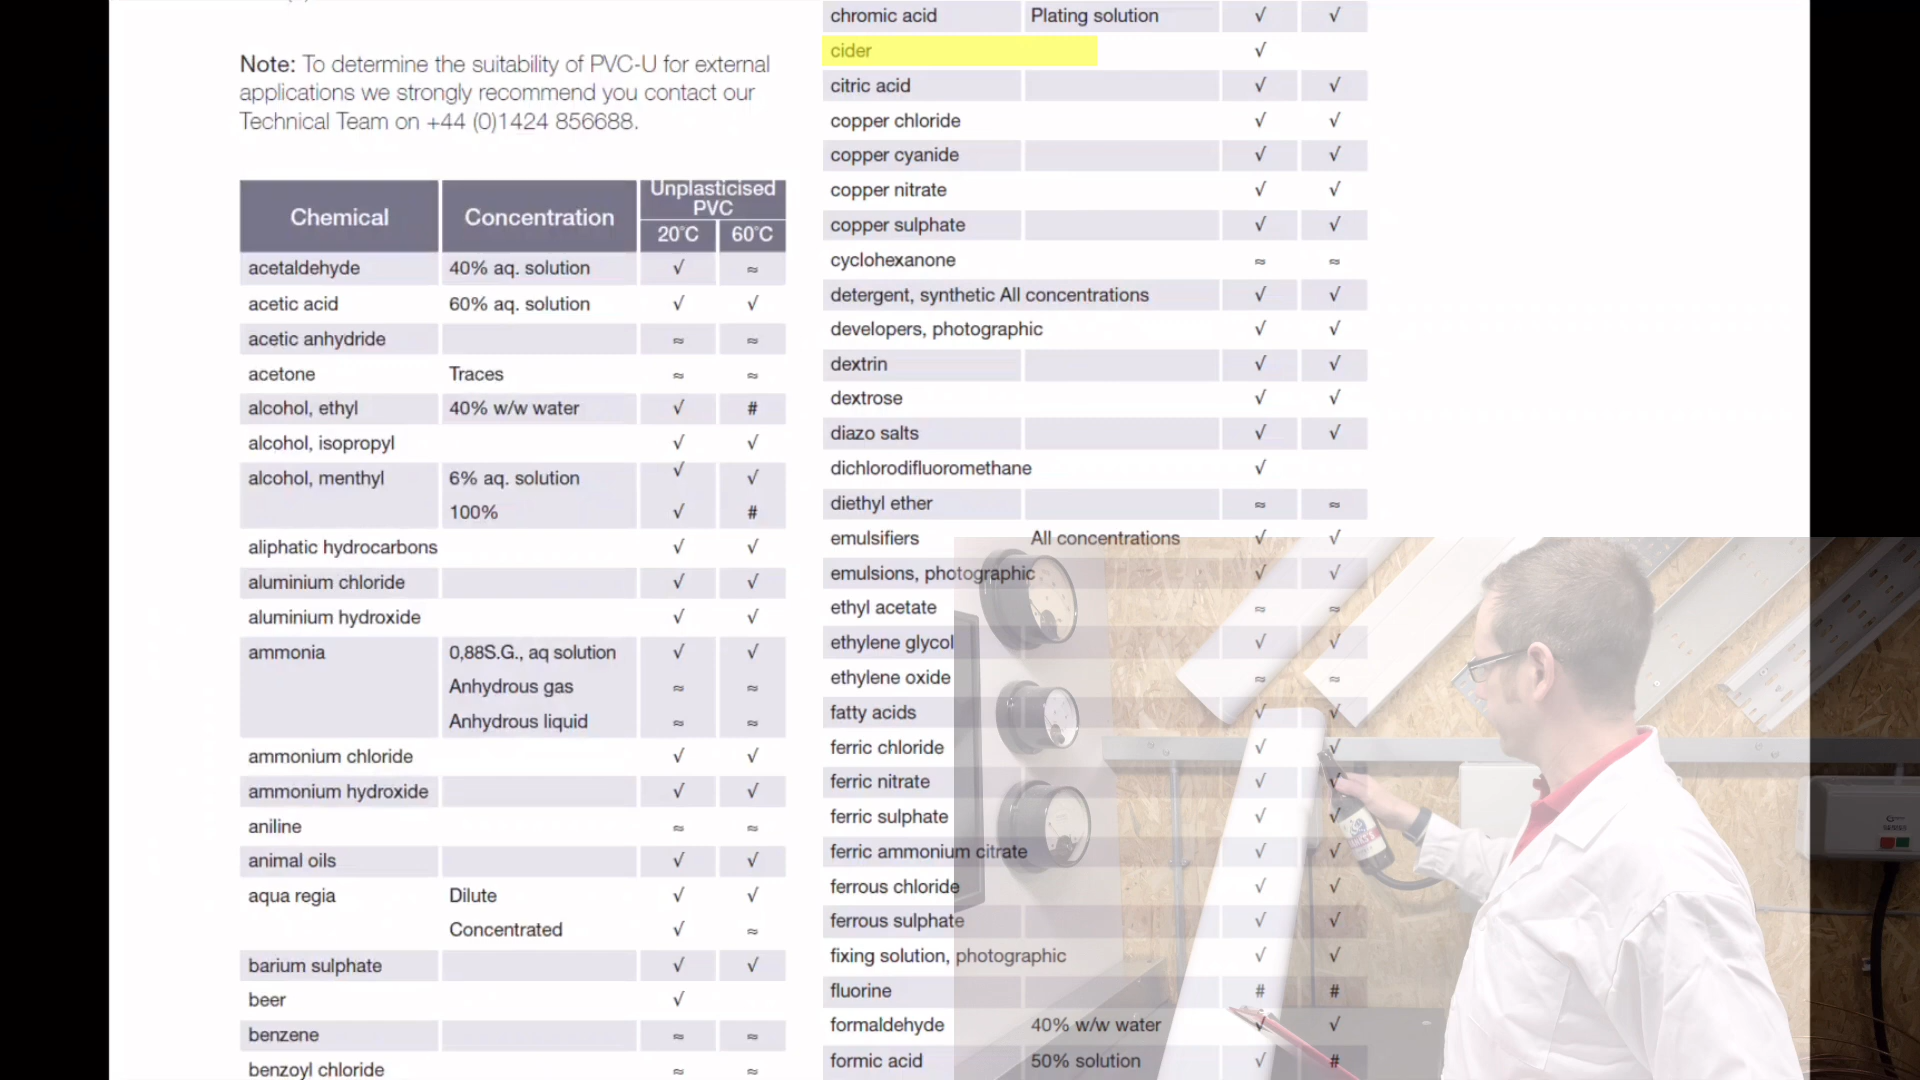 Note: To determine the suitability of PVC-U for external
applications we strongly recommend you contact our
Technical Team on +44 (0)1424 856688.
Chemical Concentration Unplasticised PVC
20°C 60°C
acetaldehyde 40% aq. solution √ ≈
acetic acid 60% aq. solution √ √
acetic anhydride ≈ ≈
acetone Traces ≈ ≈
alcohol, ethyl 40% w/w water √ #
alcohol, isopropyl √ √
alcohol, menthyl 6% aq. solution √ √
100% √ #
aliphatic hydrocarbons √ √
aluminium chloride √ √
aluminium hydroxide √ √
ammonia 0,88S.G., aq solution √ √
Anhydrous gas ≈ ≈
Anhydrous liquid ≈ ≈
ammonium chloride √ √
ammonium hydroxide √ √
aniline ≈ ≈
animal oils √ √
aqua regia Dilute √ √
Concentrated √ ≈
barium sulphate √ √
beer √
benzene ≈ ≈
benzoyl chloride ≈ ≈
chromic acid Plating solution √ √
cider √
citric acid √ √
copper chloride √ √
copper cyanide √ √
copper nitrate √ √
copper sulphate √ √
cyclohexanone ≈ ≈
detergent, synthetic All concentrations √ √
developers, photographic √ √
dextrin √ √
dextrose √ √
diazo salts √ √
dichlorodifluoromethane √
diethyl ether ≈ ≈
emulsifiers All concentrations √ √
emulsions, photographic √ √
ethyl acetate ≈ ≈
ethylene glycol √ √
ethylene oxide ≈ ≈
fatty acids √ √
ferric chloride √ √
ferric nitrate √ √
ferric sulphate √ √
ferric ammonium citrate √ √
ferrous chloride √ √
ferrous sulphate √ √
fixing solution, photographic √ √
fluorine # #
formaldehyde 40% w/w water √ √
formic acid 50% solution √ #